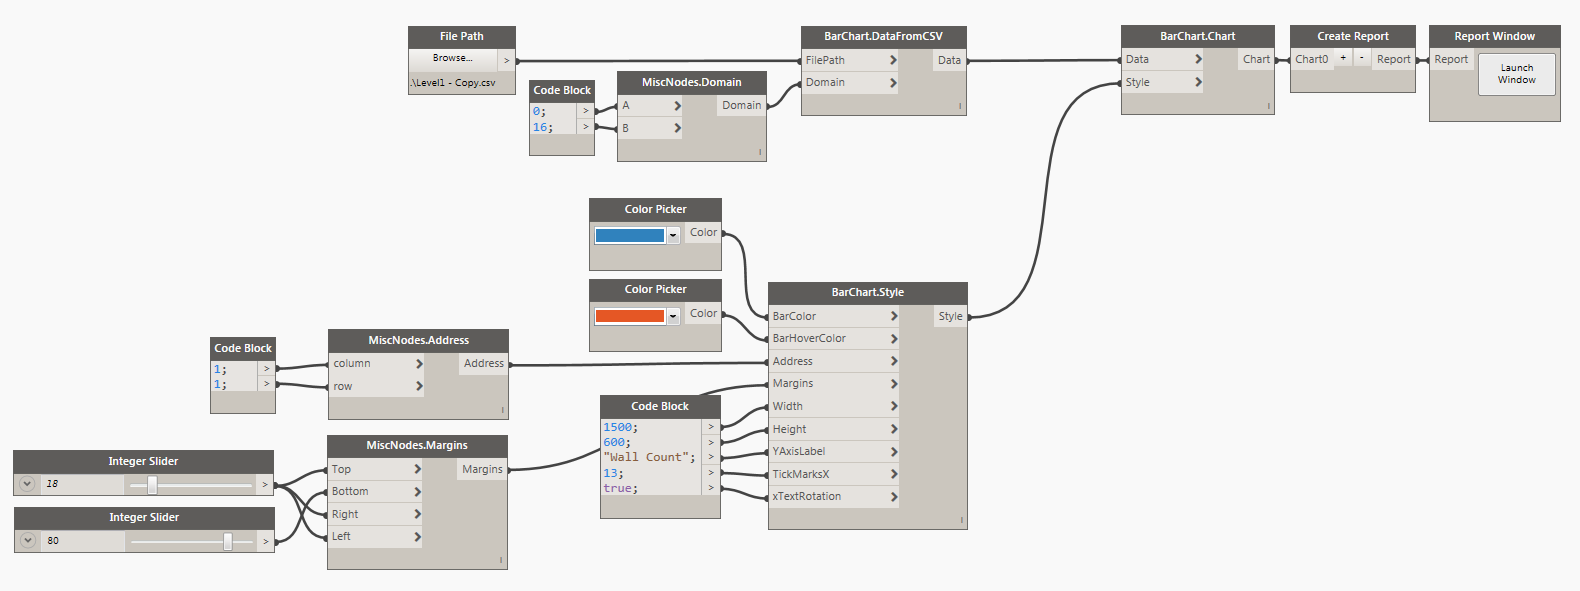 File Path
Browse...
>
.\Level1 - Copy.csv
Code Block
0;
>
16;
>
MiscNodes.Domain
A
>
Domain
B
>
BarChart.DataFromCSV
FilePath
>
Data
Domain
>
BarChart.Chart
Data
>
Chart
Style
>
Create Report
Chart0
+
-
Report
Report Window
Report
Launch
Window
Color Picker
Color
Color Picker
Color
BarChart.Style
BarColor
>
Style
BarHoverColor
>
Address
>
Margins
>
Width
>
Height
>
YAxisLabel
>
TickMarksX
>
xTextRotation
>
Code Block
1;
>
1;
>
MiscNodes.Address
column
>
Address
row
>
Code Block
1500;
>
600;
>
"Wall Count";
>
13;
>
true;
>
MiscNodes.Margins
Top
>
Margins
Bottom
>
Right
>
Left
>
Integer Slider
18
>
Integer Slider
80
>